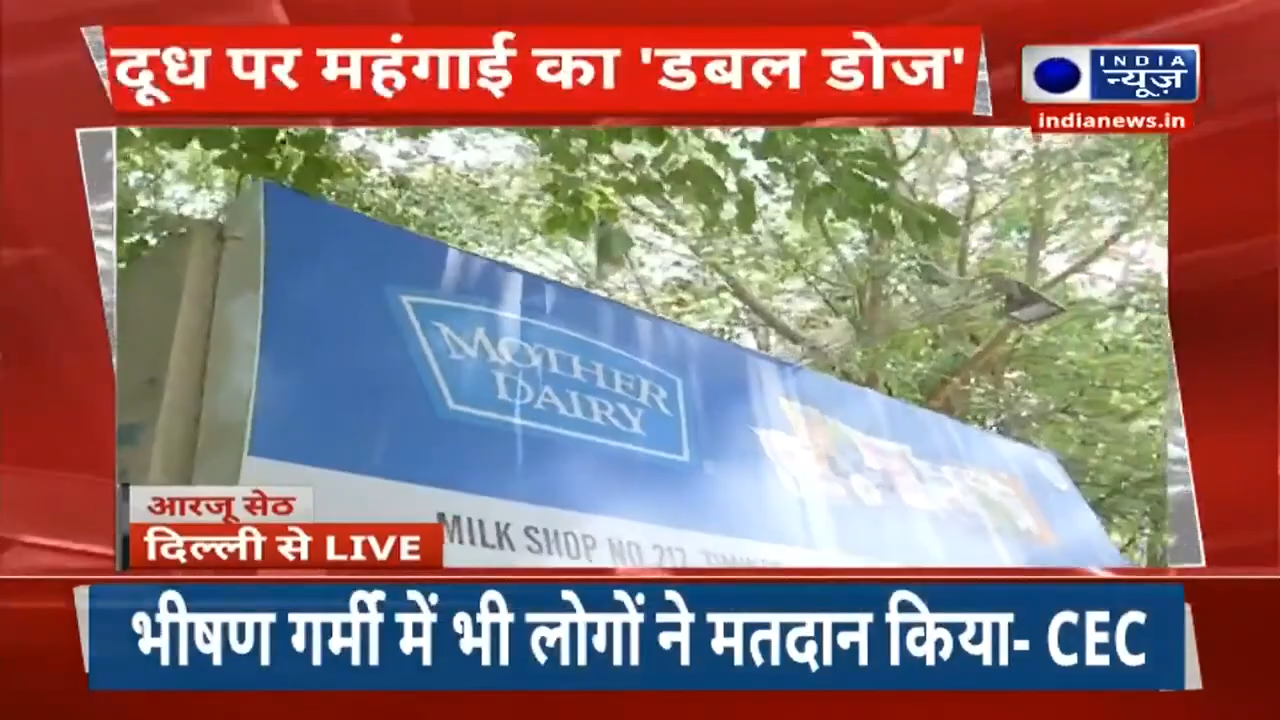 दूध पर महंगाई का 'डबल डोज'
INDIA
न्यूज़
indianews.in
MOTHER
DAIRY
MILK SHOP NO. 217,
आरजू सेठ
दिल्ली से LIVE
भीषण गर्मी में भी लोगों ने मतदान किया- CEC